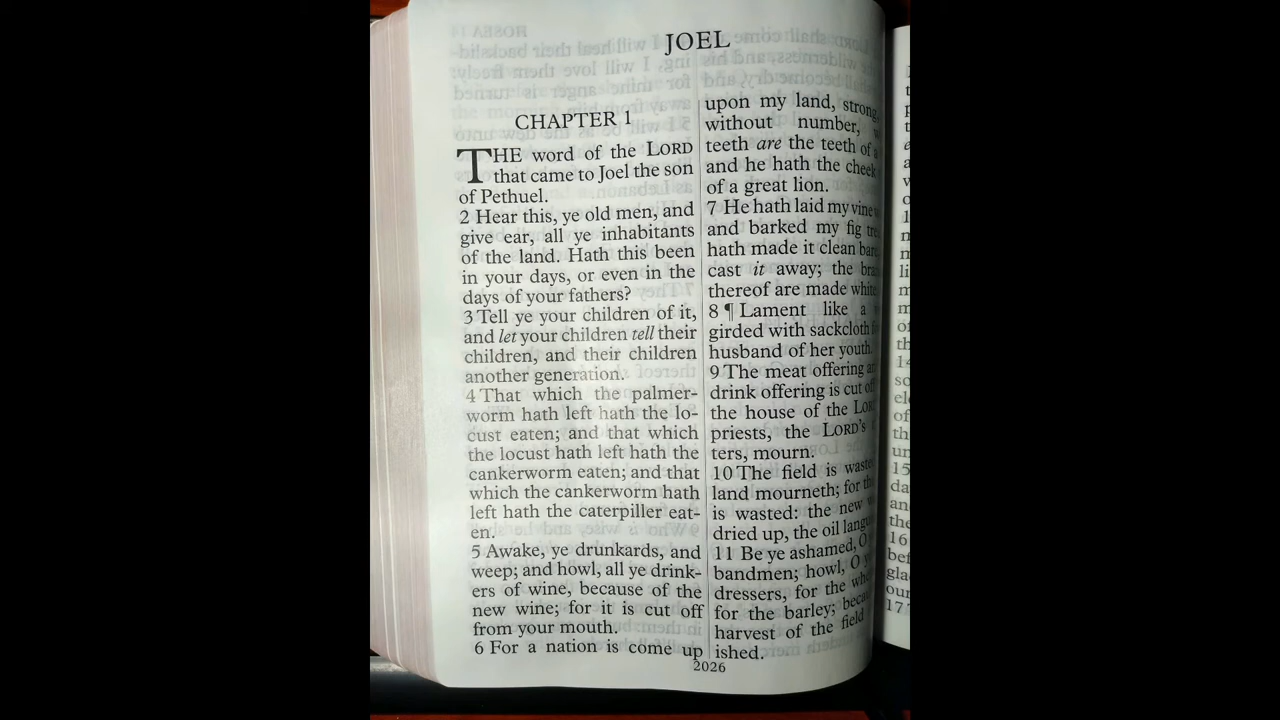 JOEL
CHAPTER 1
THE word of the LORD
that came to Joel the son
of Pethuel.
2 Hear this, ye old men, and
give ear, all ye inhabitants
of the land. Hath this been
in your days, or even in the
days of your fathers?
3 Tell ye your children of it,
and let your children tell their
children, and their children
another generation.
4 That which the palmer-
worm hath left hath the lo-
cust eaten; and that which
the locust hath left hath the
cankerworm eaten; and that
which the cankerworm hath
left hath the caterpiller eat-
en.
5 Awake, ye drunkards, and
weep; and howl, all ye drink-
ers of wine, because of the
new wine; for it is cut off
from your mouth.
6 For a nation is come up
upon my land, strong,
without number,
teeth are the teeth of
and he hath the cheek
of a great lion.
7 He hath laid my vine
and barked my fig
hath made it clean
cast it away; the
thereof are made white
8 ¶ Lament like a
girded with sackcloth
husband of her youth.
9 The meat offering
drink offering is cut
the house of the
priests, the LORD'S
ters, mourn.
10 The field is
land mourneth; for
is wasted: the new
dried up, the oil
11 Be ye ashamed, O
bandmen; howl, O
dressers, for the
for the barley;
harvest of the field
ished.
2026